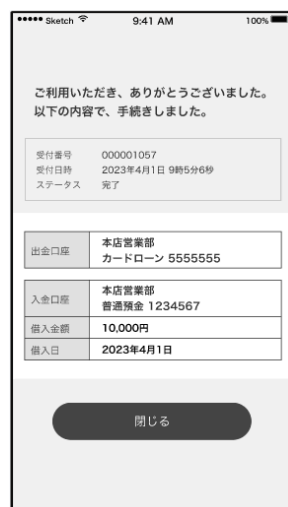 Sketch 9:41 AM 100%
ご利用いただき、ありがとうございました。
以下の内容で、手続きしました。
受付番号 000001057
受付日時 2023年4月1日 9時5分6秒
ステータス 完了
出金口座 本店営業部
カードローン 5555555
入金口座 本店営業部
普通預金 1234567
借入金額 10,000円
借入日 2023年4月1日
閉じる